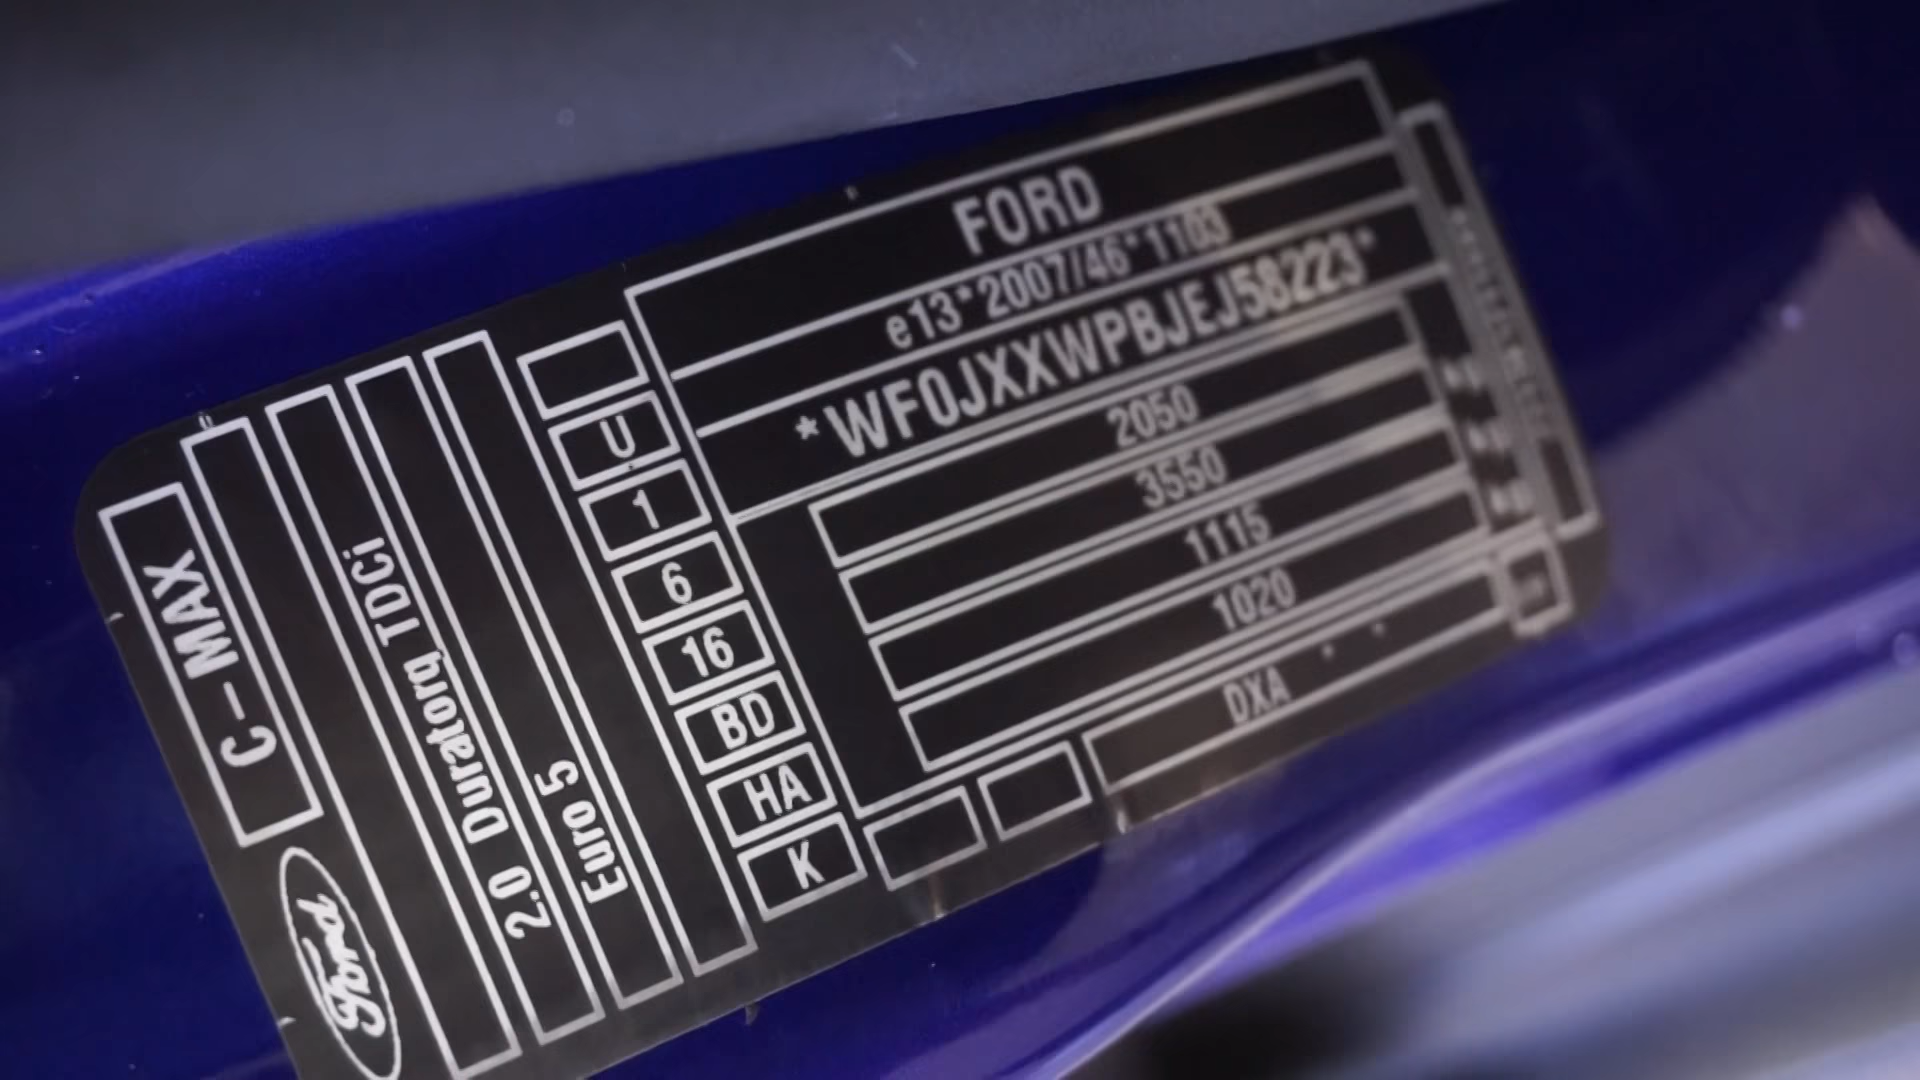 FORD
e13*2007/46*1103
*WF0JXXWPBJEJ58223*
2050
3550
1115
1020
DXA
U
1
6
16
BD
HA
K
C-MAX
2.0 Duratorq TDCi
Euro 5
Ford